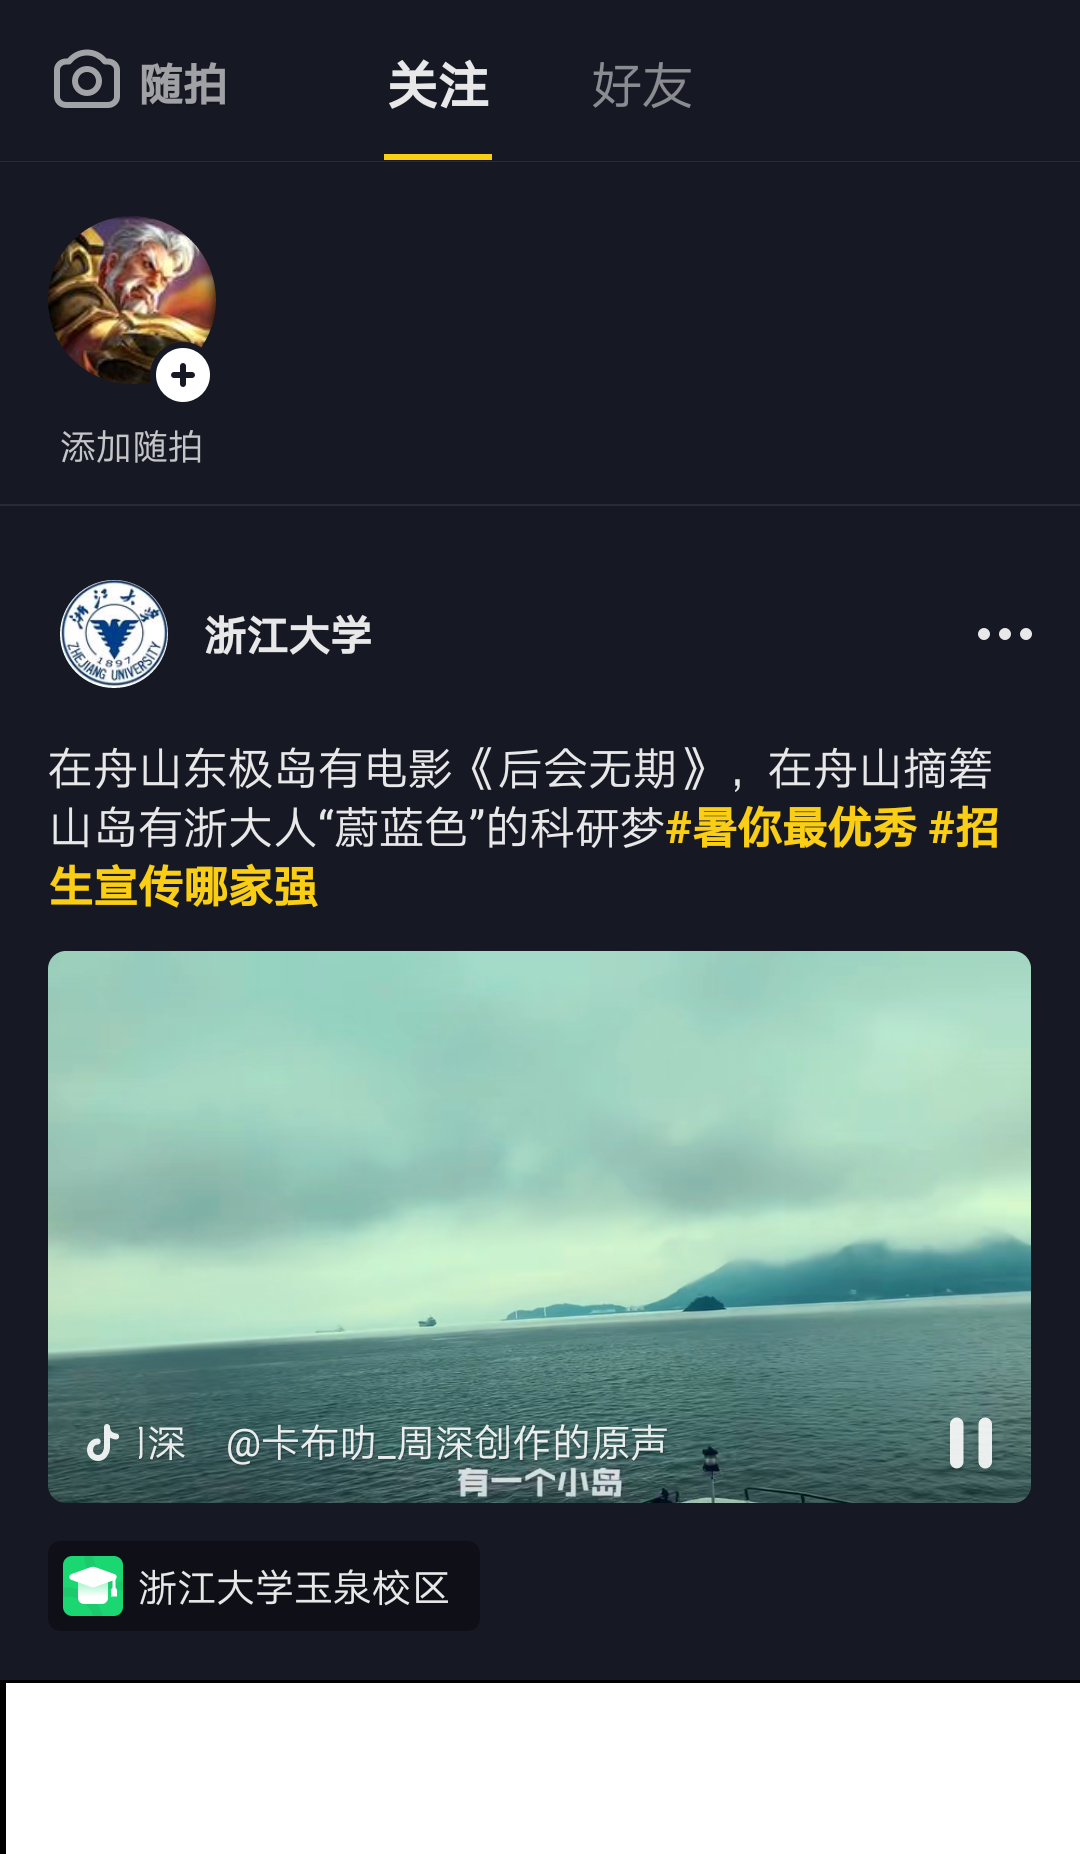 随拍 关注 好友
添加随拍
浙江大学
ZHEJIANG UNIVERSITY
1897
浙江大学
在舟山东极岛有电影《后会无期》，在舟山摘箬
山岛有浙大人“蔚蓝色”的科研梦#暑你最优秀 #招
生宣传哪家强
深 @卡布叻_周深创作的原声
有一个小岛
浙江大学玉泉校区